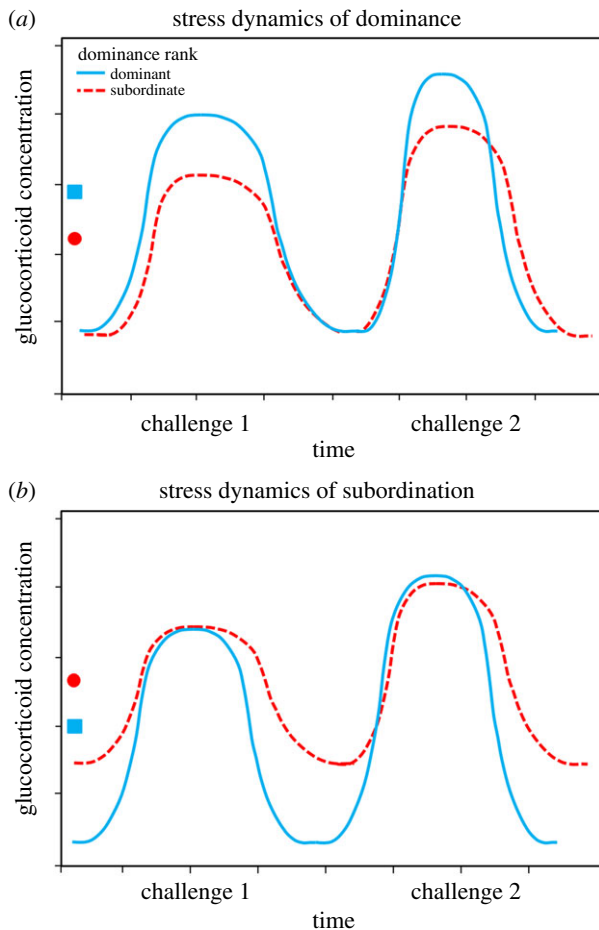 (a) stress dynamics of dominance
dominance rank
dominant
subordinate
glucocorticoid concentration
challenge 1 challenge 2
time
(b) stress dynamics of subordination
glucocorticoid concentration
challenge 1 challenge 2
time